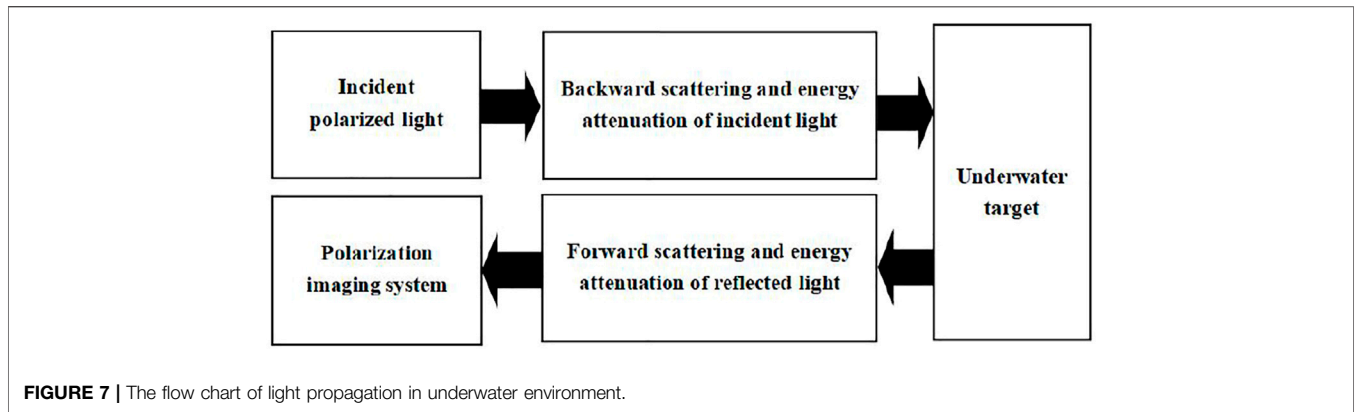 Incident
polarized light
Backward scattering and energy
attenuation of incident light
Underwater
target
Forward scattering and energy
attenuation of reflected light
Polarization
imaging system
FIGURE 7 | The flow chart of light propagation in underwater environment.